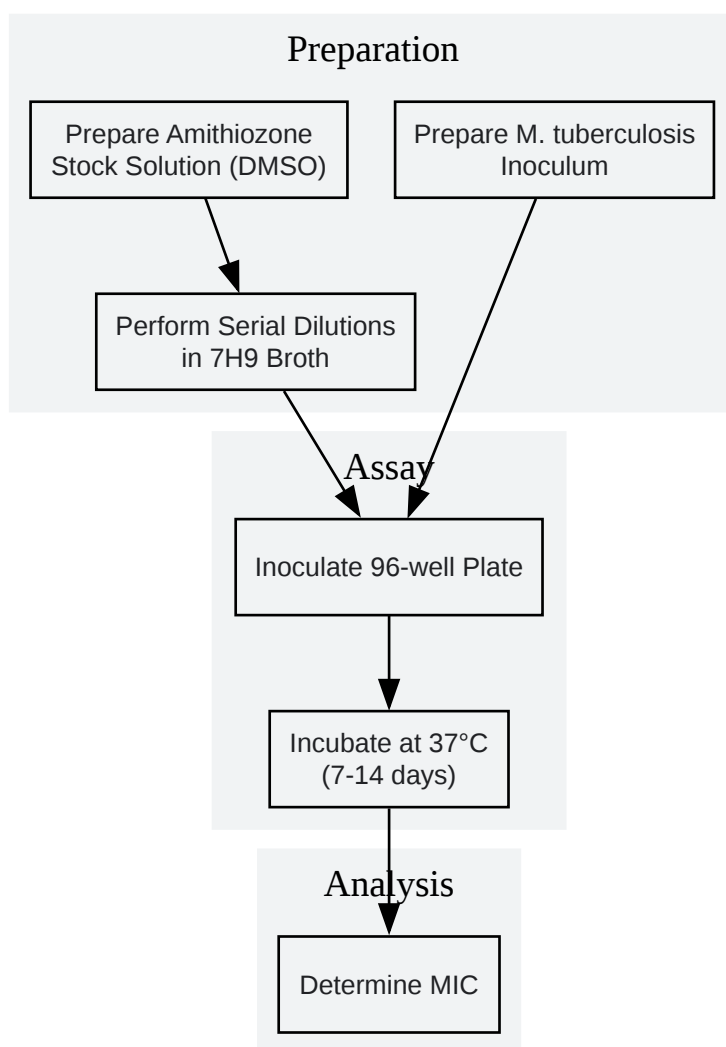 Preparation
Prepare Amithiozone
Stock Solution (DMSO)
Prepare M. tuberculosis
Inoculum
Perform Serial Dilutions
in 7H9 Broth
Assay
Inoculate 96-well Plate
Incubate at 37°C
(7-14 days)
Analysis
Determine MIC